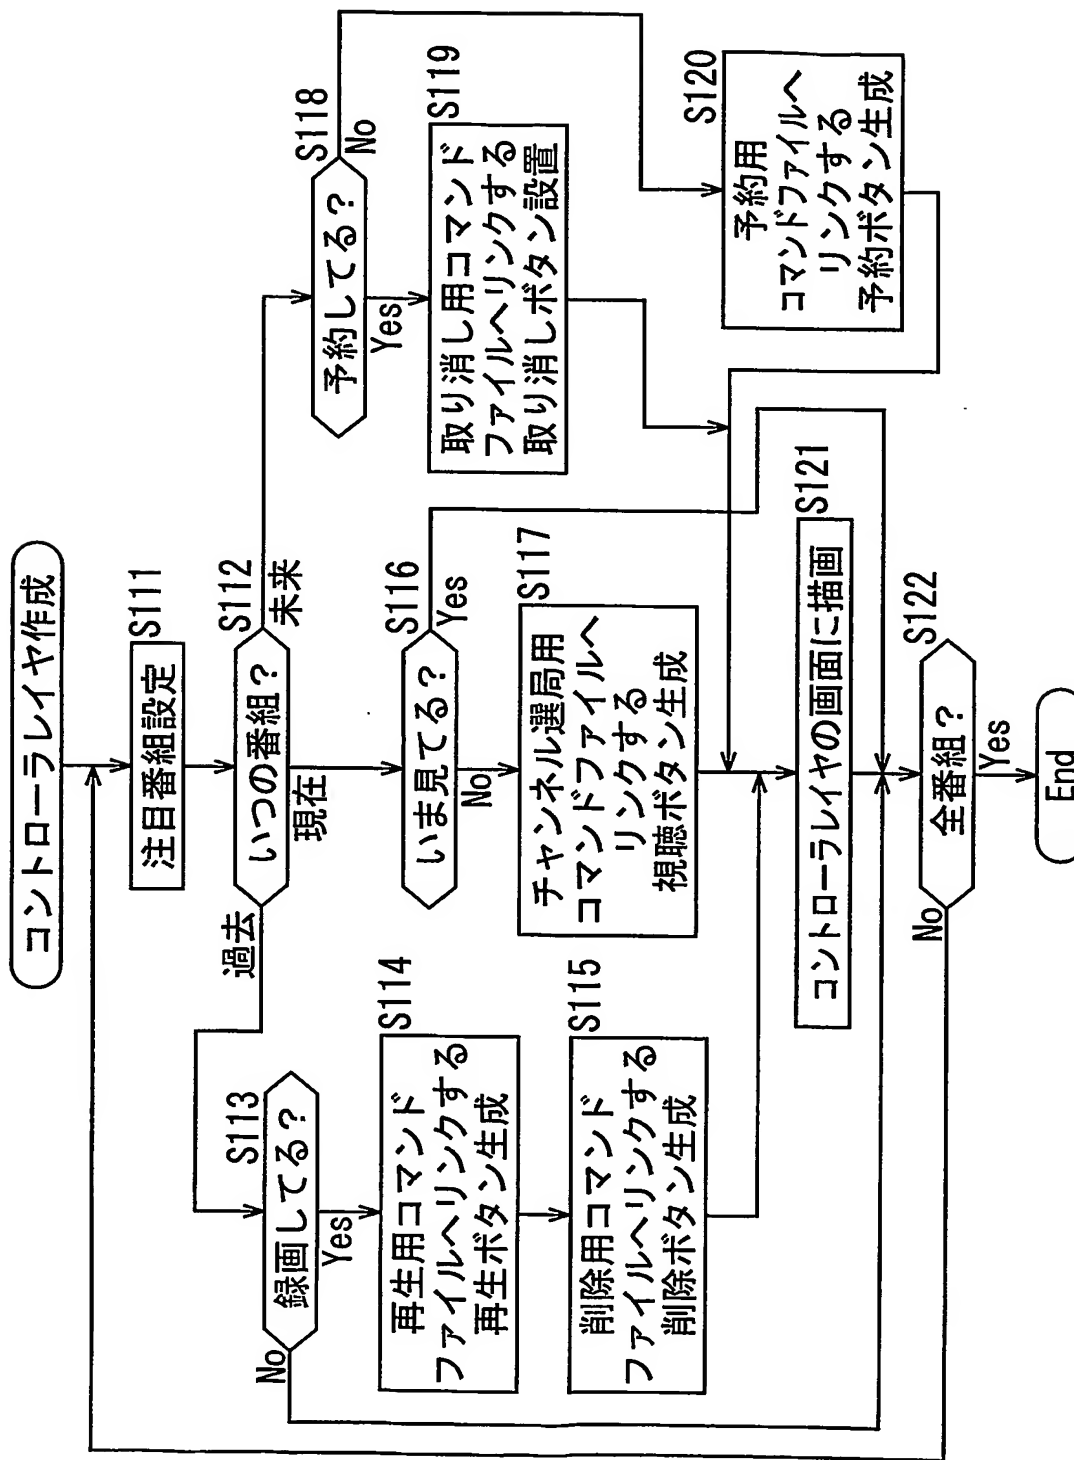 コントローラレイヤ作成
S111
注目番組設定
S112
いつの番組?
過去
現在
未来
S113
録画してる?
No
Yes
S114
再生用コマンド
ファイルへリンクする
再生ボタン生成
S115
削除用コマンド
ファイルへリンクする
削除ボタン生成
S116
いま見てる?
Yes
No
S117
チャンネル選局用
コマンドファイルへ
リンクする
視聴ボタン生成
S118
予約してる?
No
Yes
S119
取り消し用コマンド
ファイルへリンクする
取り消しボタン設置
S120
予約用
コマンドファイルへ
リンクする
予約ボタン生成
S121
コントローラレイヤの画面に描画
S122
全番組?
No
Yes
End